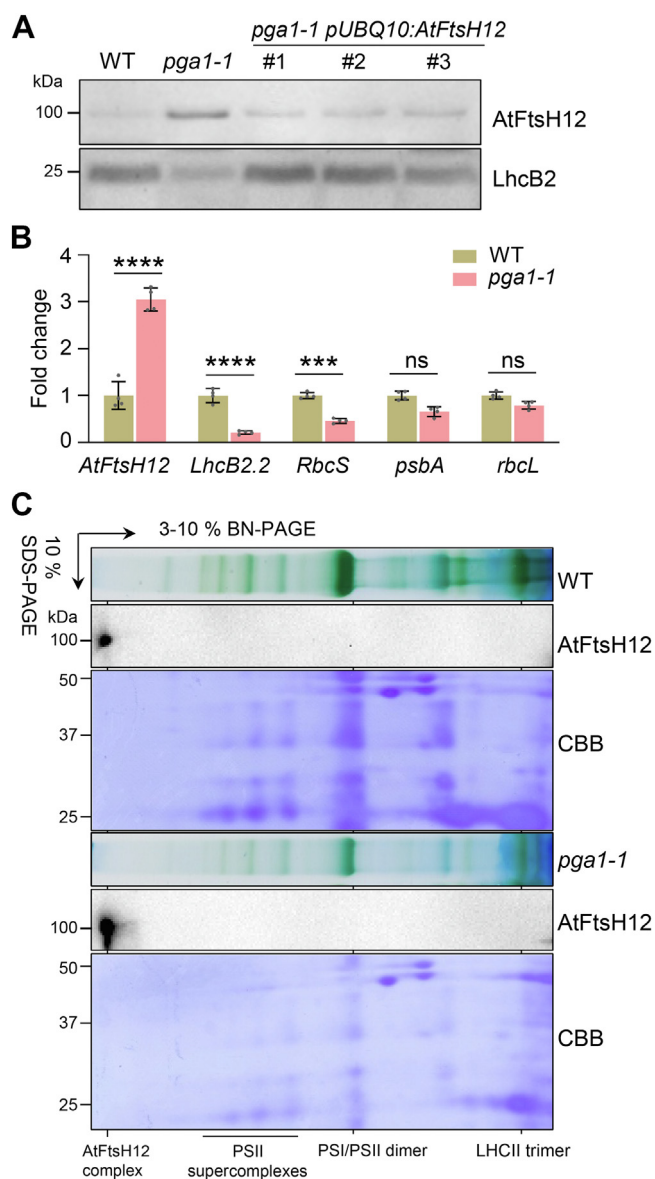 A
pga1-1 pUBQ10:AtFtsH12
WT pga1-1 #1 #2 #3
kDa
100
AtFtsH12
25
LhcB2
B
4
3
2
1
0
Fold change
WT
pga1-1
****
****
***
ns
ns
AtFtsH12 LhcB2.2 RbcS psbA rbcL
C
3-10 % BN-PAGE
10 %
SDS-PAGE
WT
kDa
100
AtFtsH12
50
37
25
CBB
pga1-1
100
AtFtsH12
50
37
25
CBB
AtFtsH12 PSII PSI/PSII dimer LHCII trimer
complex supercomplexes